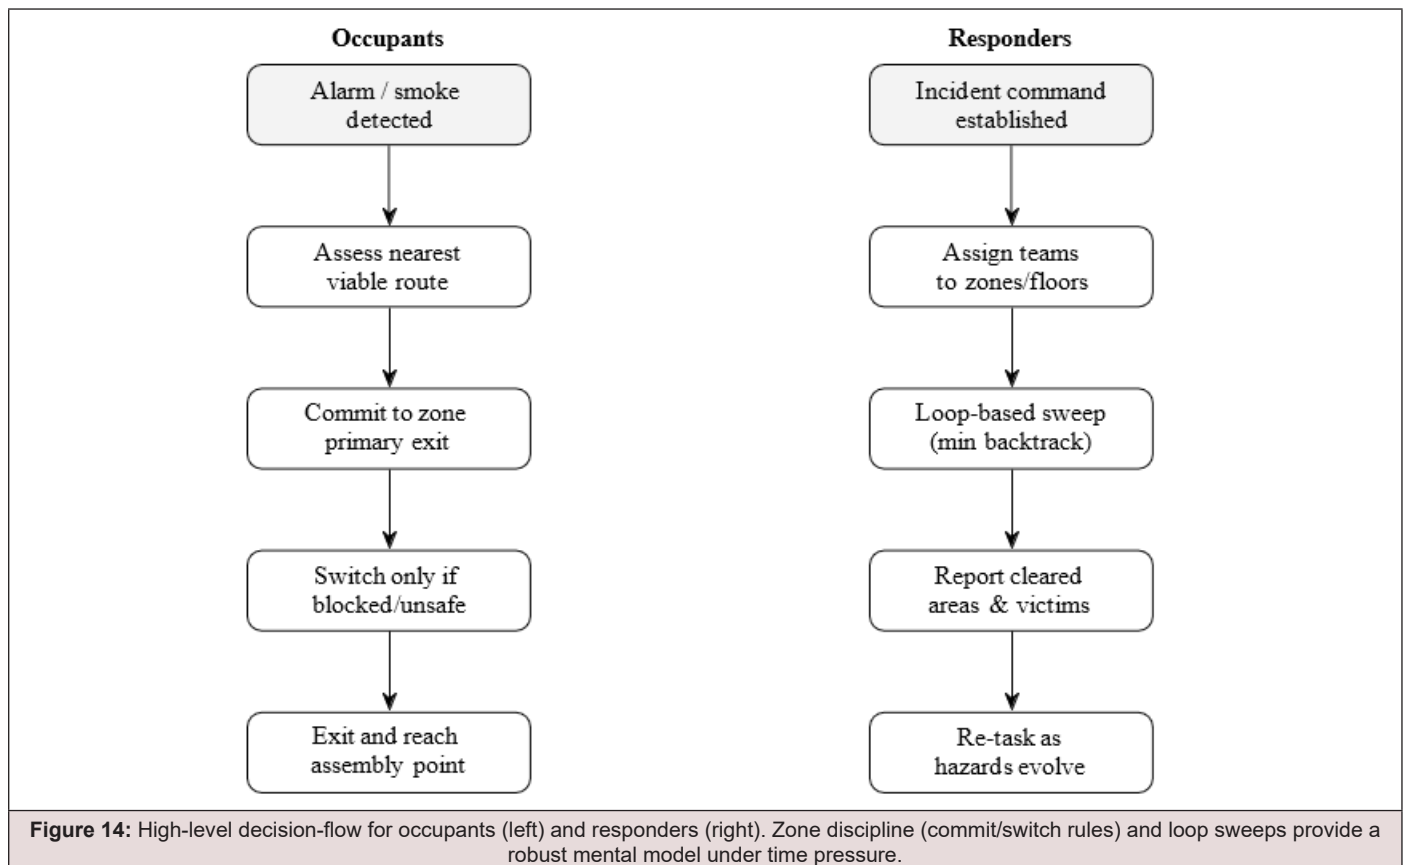 Occupants
Alarm / smoke
detected
Assess nearest
viable route
Commit to zone
primary exit
Switch only if
blocked/unsafe
Exit and reach
assembly point
Responders
Incident command
established
Assign teams
to zones/floors
Loop-based sweep
(min backtrack)
Report cleared
areas & victims
Re-task as
hazards evolve
Figure 14: High-level decision-flow for occupants (left) and responders (right). Zone discipline (commit/switch rules) and loop sweeps provide a
robust mental model under time pressure.